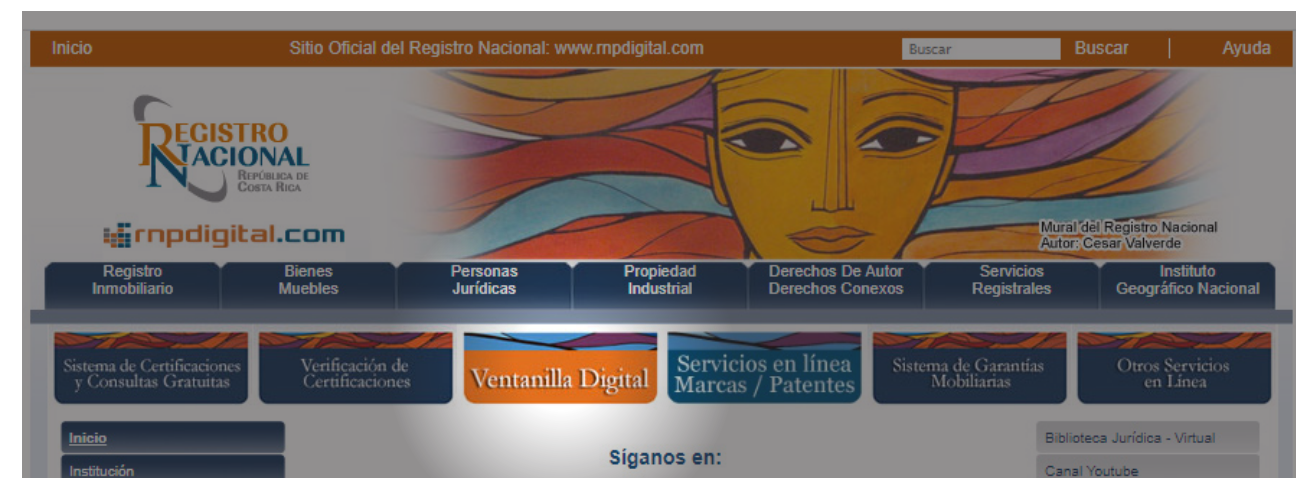 Inicio
Sitio Oficial del Registro Nacional: www.rnpdigital.com
Buscar
Buscar
Ayuda
REGISTRO
NACIONAL
REPÚBLICA DE
COSTA RICA
rnpdigital.com
Mural del Registro Nacional
Autor: Cesar Valverde
Registro
Inmobiliario
Bienes
Muebles
Personas
Jurídicas
Propiedad
Industrial
Derechos De Autor
Derechos Conexos
Servicios
Registrales
Instituto
Geográfico Nacional
Sistema de Certificaciones
y Consultas Gratuitas
Verificación de
Certificaciones
Ventanilla Digital
Servicios en línea
Marcas / Patentes
Sistema de Garantías
Mobiliarias
Otros Servicios
en Línea
Inicio
Institución
Síganos en:
Biblioteca Jurídica - Virtual
Canal Youtube